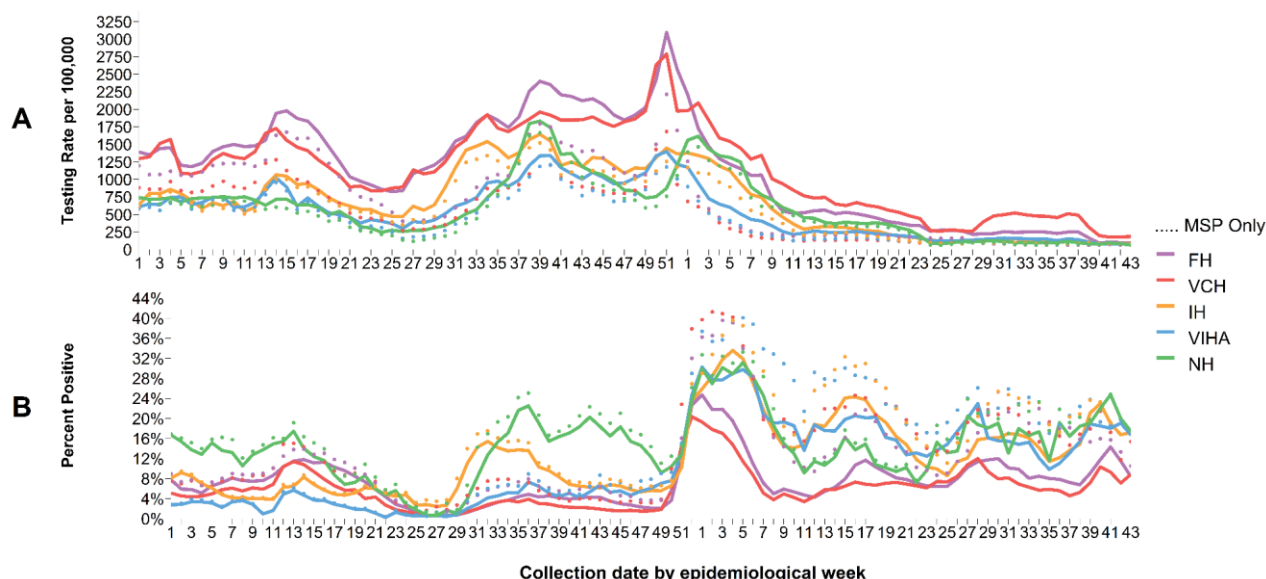 A
Testing Rate per 100,000
3250
3000
2750
2500
2250
2000
1750
1500
1250
1000
750
500
250
0
1 3 5 7 9 11 13 15 17 19 21 23 25 27 29 31 33 35 37 39 41 43 45 47 49 51 1 3 5 7 9 11 13 15 17 19 21 23 25 27 29 31 33 35 37 39 41 43
..... MSP Only
FH
VCH
IH
VIHA
NH
B
Percent Positive
44%
40%
36%
32%
28%
24%
20%
16%
12%
8%
4%
0%
1 3 5 7 9 11 13 15 17 19 21 23 25 27 29 31 33 35 37 39 41 43 45 47 49 51 1 3 5 7 9 11 13 15 17 19 21 23 25 27 29 31 33 35 37 39 41 43
Collection date by epidemiological week